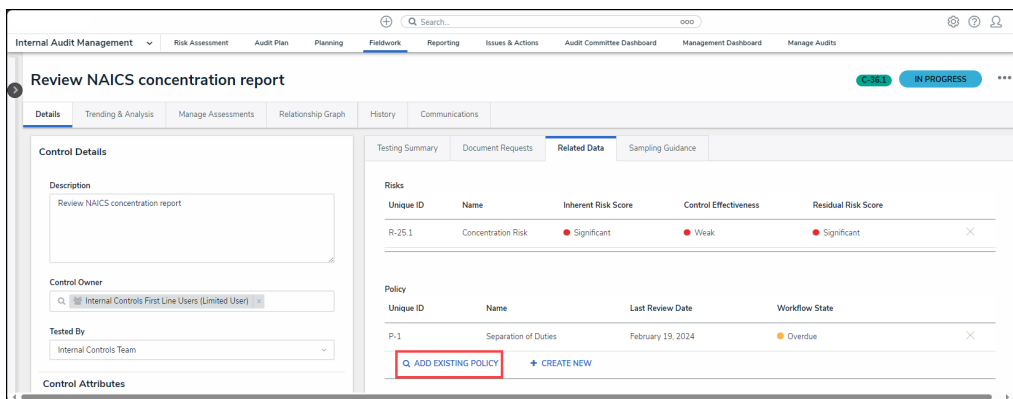 Search...
Internal Audit Management Risk Assessment Audit Plan Planning Fieldwork Reporting Issues & Actions Audit Committee Dashboard Management Dashboard Manage Audits
Review NAICS concentration report C-36.1 IN PROGRESS
Details Trending & Analysis Manage Assessments Relationship Graph History Communications
Control Details
Description
Review NAICS concentration report
Control Owner
Internal Controls First Line Users (Limited User) ×
Tested By
Internal Controls Team
Control Attributes
Testing Summary Document Requests Related Data Sampling Guidance
Risks
Unique ID Name Inherent Risk Score Control Effectiveness Residual Risk Score
R-25.1 Concentration Risk Significant Weak Significant
Policy
Unique ID Name Last Review Date Workflow State
P-1 Separation of Duties February 19, 2024 Overdue
ADD EXISTING POLICY + CREATE NEW